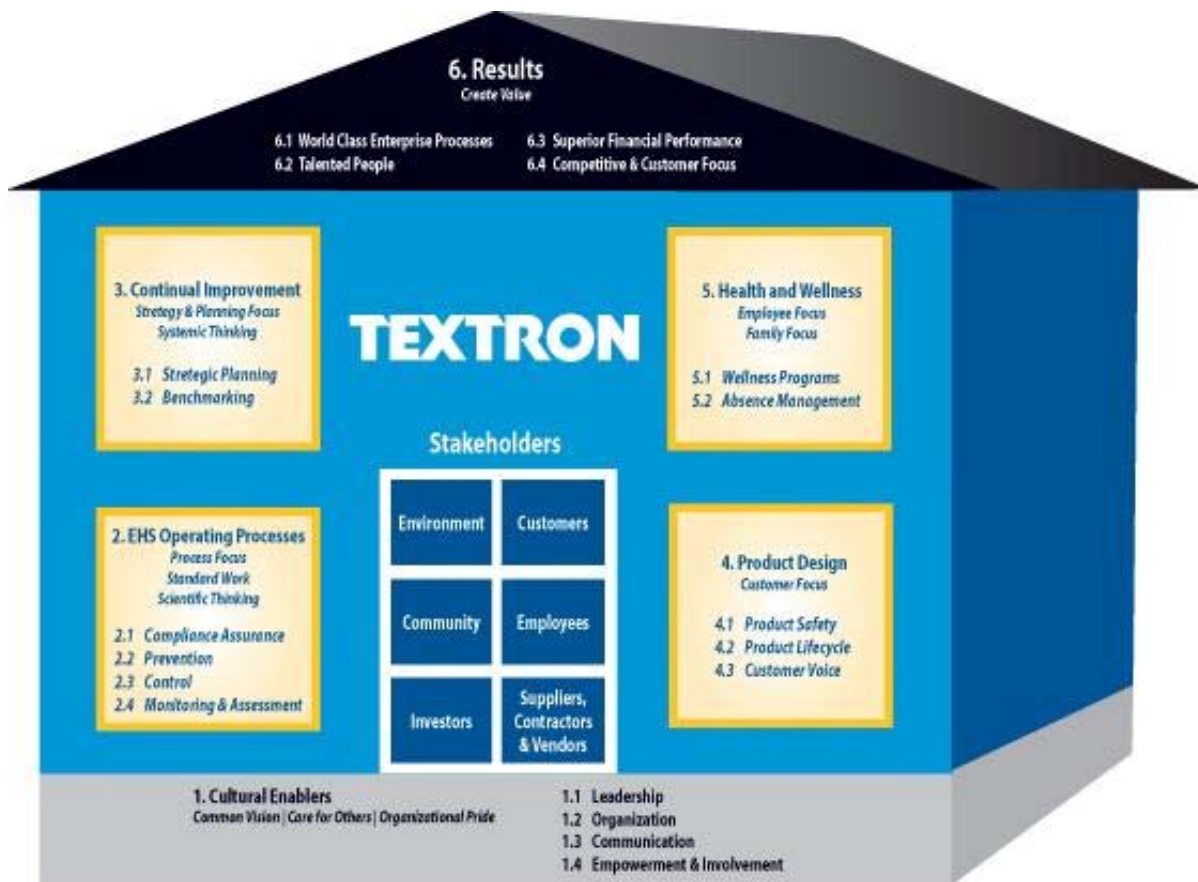 6. Results
Create Value
6.1 World Class Enterprise Processes
6.2 Talented People
6.3 Superior Financial Performance
6.4 Competitive & Customer Focus
3. Continual Improvement
Stretegy & Planning Focus
Systemic Thinking
3.1 Stretegic Planning
3.2 Benchmarking
TEXTRON
5. Health and Wellness
Employee Focus
Family Focus
5.1 Wellness Programs
5.2 Absence Management
Stakeholders
Environment
Customers
Community
Employees
Investors
Suppliers,
Contractors
& Vendors
2. EHS Operating Processes
Process Focus
Standard Work
Scientific Thinking
2.1 Compliance Assurance
2.2 Prevention
2.3 Control
2.4 Monitoring & Assessment
4. Product Design
Customer Focus
4.1 Product Safety
4.2 Product Lifecycle
4.3 Customer Voice
1. Cultural Enablers
Common Vision | Care for Others | Organizational Pride
1.1 Leadership
1.2 Organization
1.3 Communication
1.4 Empowerment & Involvement